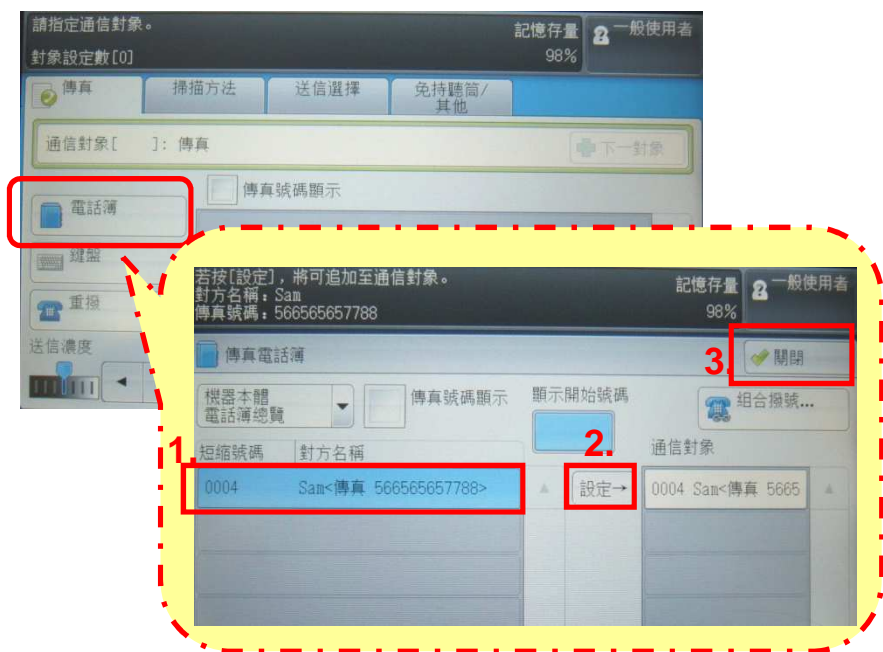 請指定通信對象。
對象設定數[0]
記憶存量
98%
一般使用者
傳真
掃描方法
送信選擇
免持聽筒/
其他
通信對象[　　]: 傳真
下一對象
電話簿
傳真號碼顯示
鍵盤
重撥
送信濃度
若按[設定]，將可追加至通信對象。
對方名稱：Sam
傳真號碼：566565657788
記憶存量
98%
一般使用者
傳真電話簿
3.
關閉
機器本體
電話簿總覽
傳真號碼顯示
顯示開始號碼
組合撥號...
1.
短縮號碼
對方名稱
2.
通信對象
0004 Sam<傳真 566565657788>
設定→
0004 Sam<傳真 5665